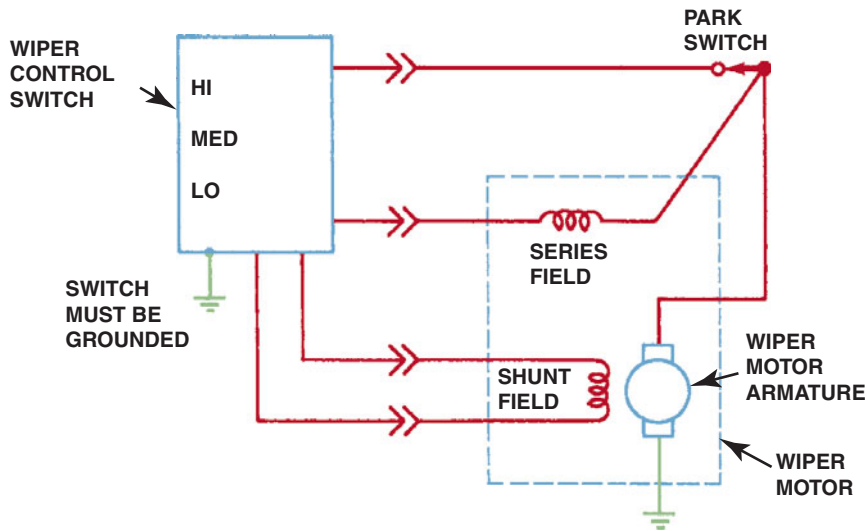 WIPER
CONTROL
SWITCH
HI
MED
LO
PARK
SWITCH
SERIES
FIELD
SWITCH
MUST BE
GROUNDED
SHUNT
FIELD
WIPER
MOTOR
ARMATURE
WIPER
MOTOR